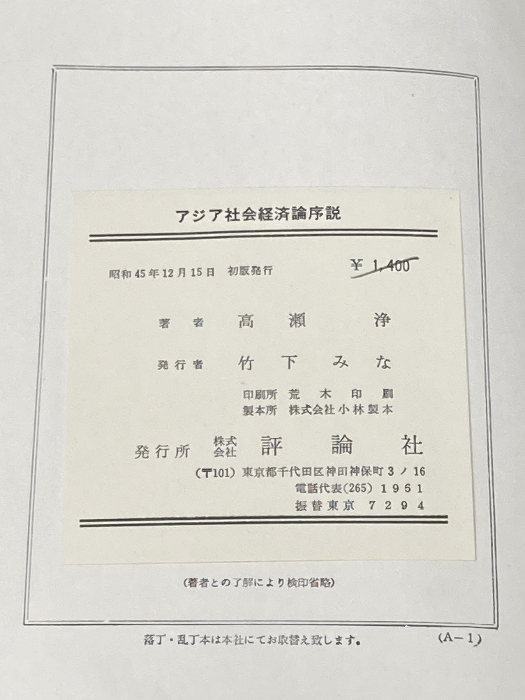 アジア社会経済論序説
昭和45年12月15日 初版発行 ¥ 1,400
著者 高瀬 浄
発行者 竹下みな
印刷所 荒木印刷
製本所 株式会社小林製本
発行所 株式会社 評論社
(〒101) 東京都千代田区神田神保町3ノ16
電話代表(265) 1951
振替東京 7294
(著者との了解により検印省略)
落丁・乱丁本は本社にてお取替え致します。 (A-1)